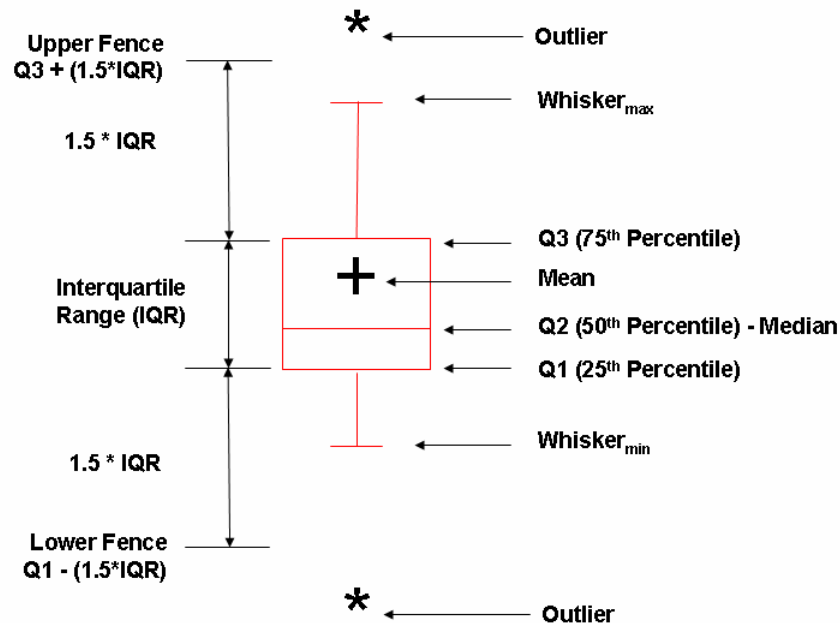 Upper Fence
Q3 + (1.5*IQR)
*
Outlier
Whiskermax
1.5 * IQR
Q3 (75th Percentile)
+
Mean
Interquartile
Range (IQR)
Q2 (50th Percentile) - Median
Q1 (25th Percentile)
Whiskermin
1.5 * IQR
Lower Fence
Q1 - (1.5*IQR)
*
Outlier